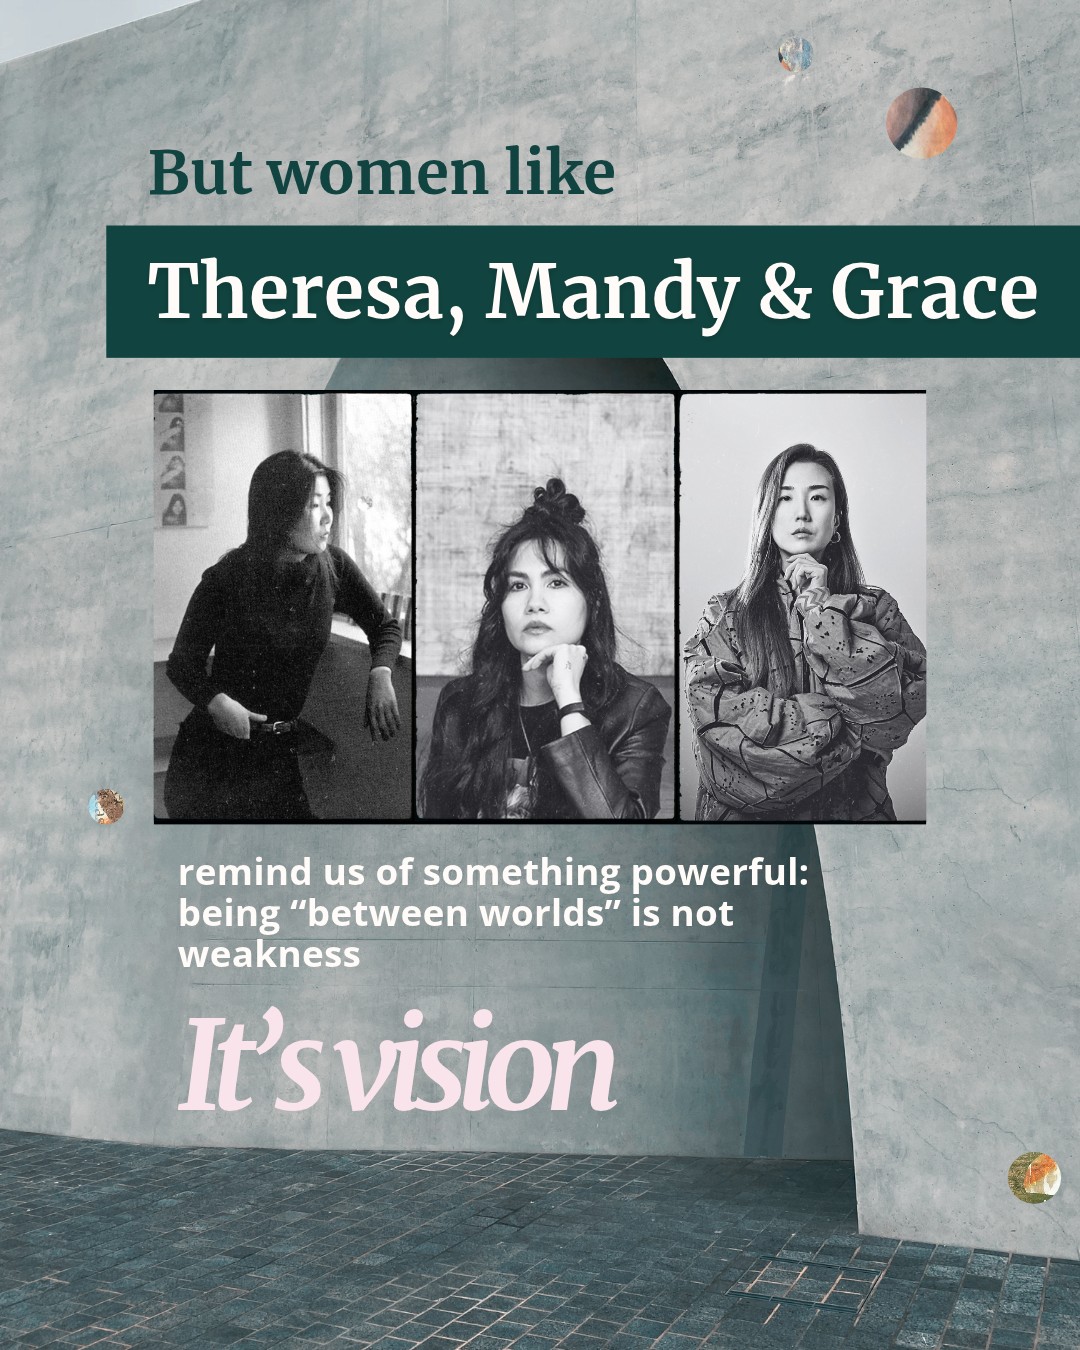 But women like
Theresa, Mandy & Grace
remind us of something powerful:
being “between worlds” is not
weakness
It’s vision